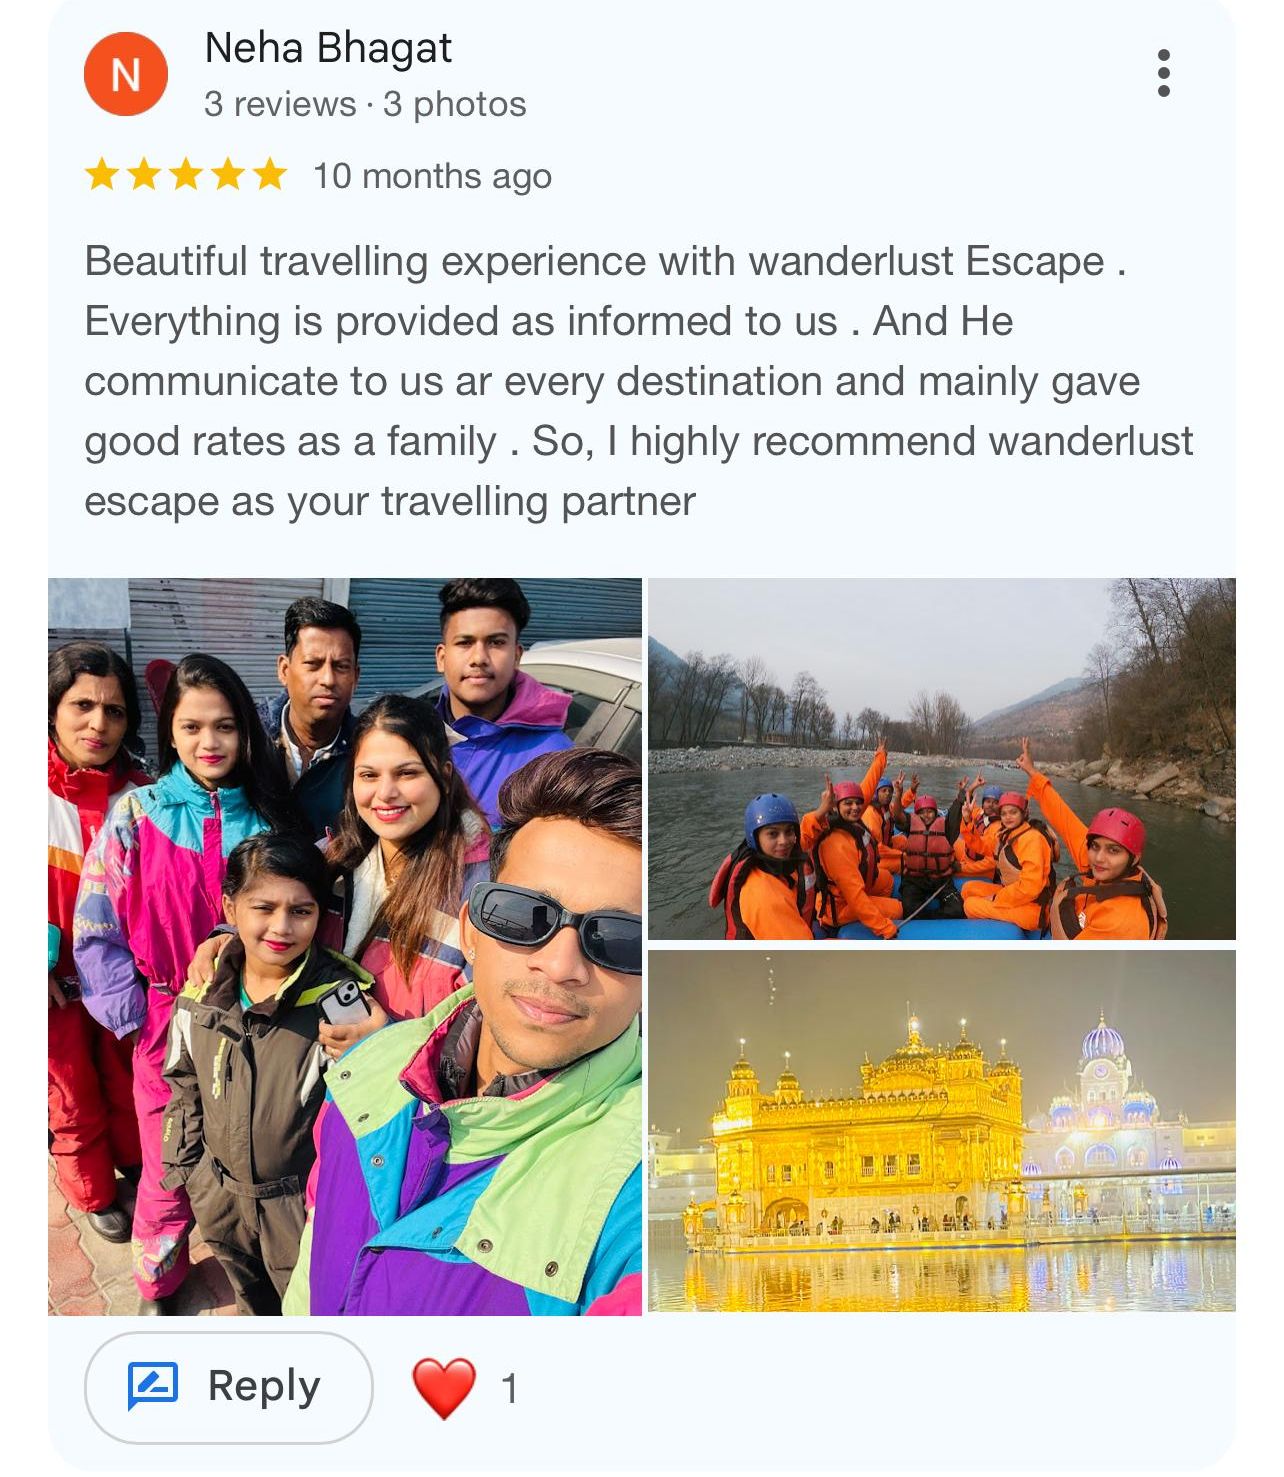 N
Neha Bhagat
3 reviews · 3 photos
10 months ago
Beautiful travelling experience with wanderlust Escape .
Everything is provided as informed to us . And He
communicate to us ar every destination and mainly gave
good rates as a family . So, I highly recommend wanderlust
escape as your travelling partner
Reply
1